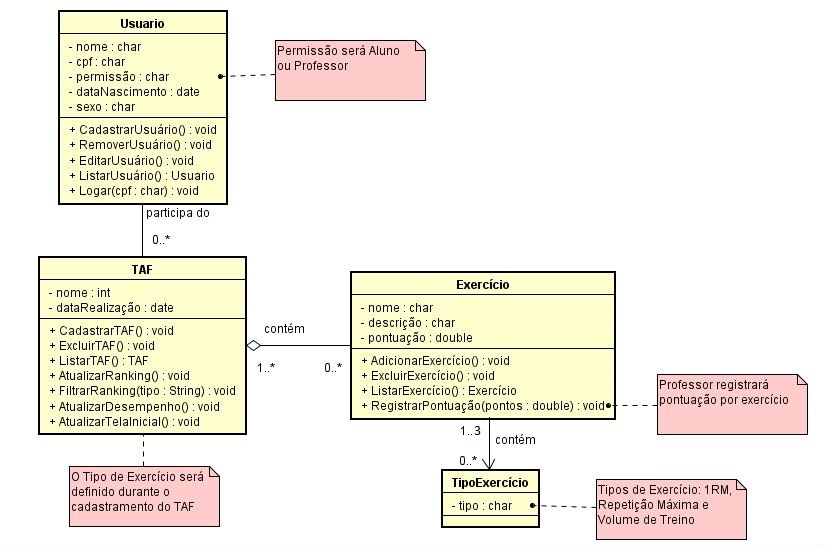 Usuario
- nome : char
- cpf : char
- permissão : char
- dataNascimento : date
- sexo : char
+ CadastrarUsuário() : void
+ RemoverUsuário() : void
+ EditarUsuário() : void
+ ListarUsuário() : Usuario
+ Logar(cpf : char) : void
Permissão será Aluno
ou Professor
participa do
0..*
TAF
- nome : int
- dataRealização : date
+ CadastrarTAF() : void
+ ExcluirTAF() : void
+ ListarTAF() : TAF
+ AtualizarRanking() : void
+ FiltrarRanking(tipo : String) : void
+ AtualizarDesempenho() : void
+ AtualizarTelaInicial() : void
contém
1..*
0..*
Exercício
- nome : char
- descrição : char
- pontuação : double
+ AdicionarExercício() : void
+ ExcluirExercício() : void
+ ListarExercício() : Exercício
+ RegistrarPontuação(pontos : double) : void
Professor registrará
pontuação por exercício
1..3
contém
0..*
O Tipo de Exercício será
definido durante o
cadastramento do TAF
TipoExercício
- tipo : char
Tipos de Exercício: 1RM,
Repetição Máxima e
Volume de Treino